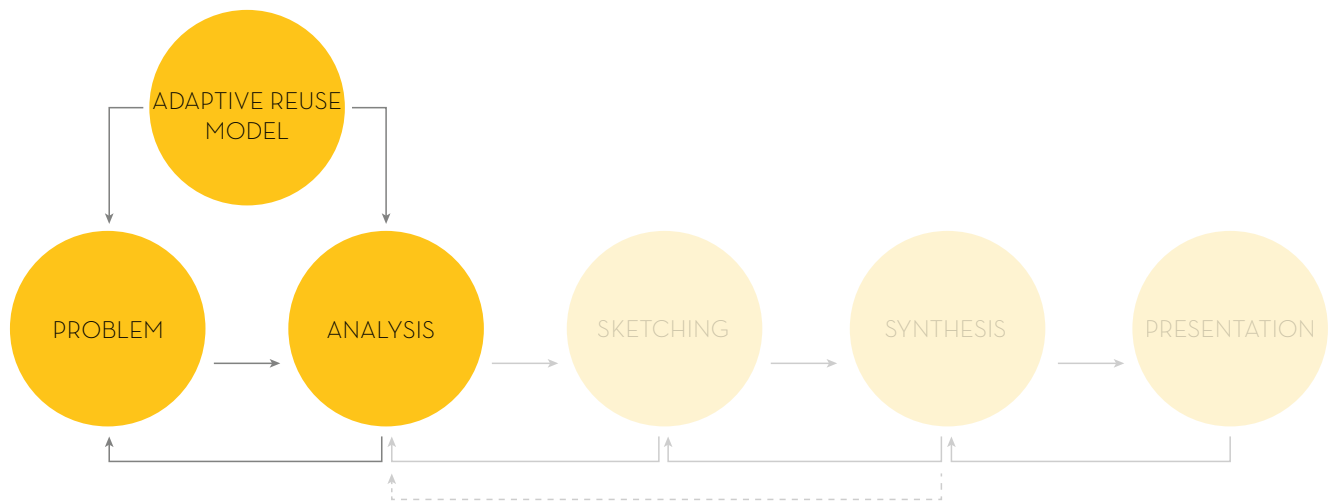 ADAPTIVE REUSE
MODEL
PROBLEM
ANALYSIS
SKETCHING
SYNTHESIS
PRESENTATION